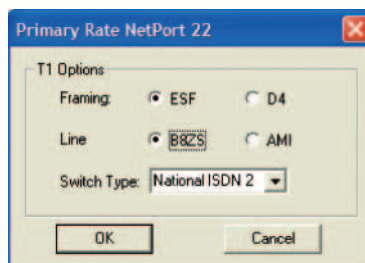 Primary Rate NetPort 22
T1 Options
Framing: ESF D4
Line B8ZS AMI
Switch Type: National ISDN 2
OK Cancel